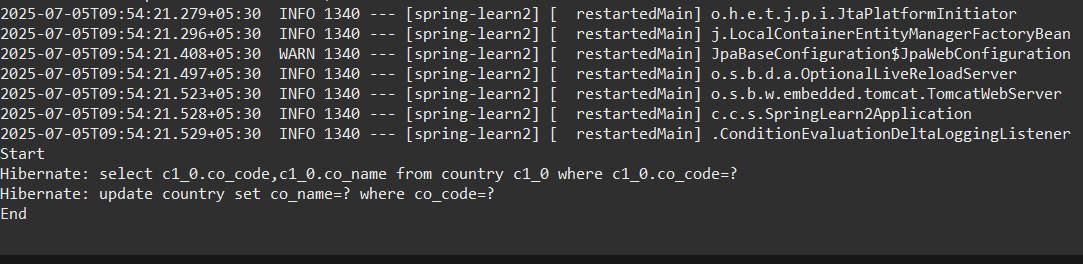 2025-07-05T09:54:21.279+05:30  INFO 1340 --- [spring-learn2] [  restartedMain] o.h.e.t.j.p.i.JtaPlatformInitiator
2025-07-05T09:54:21.296+05:30  INFO 1340 --- [spring-learn2] [  restartedMain] j.LocalContainerEntityManagerFactoryBean
2025-07-05T09:54:21.408+05:30  WARN 1340 --- [spring-learn2] [  restartedMain] JpaBaseConfiguration$JpaWebConfiguration
2025-07-05T09:54:21.497+05:30  INFO 1340 --- [spring-learn2] [  restartedMain] o.s.b.d.a.OptionalLiveReloadServer
2025-07-05T09:54:21.523+05:30  INFO 1340 --- [spring-learn2] [  restartedMain] o.s.b.w.embedded.tomcat.TomcatWebServer
2025-07-05T09:54:21.528+05:30  INFO 1340 --- [spring-learn2] [  restartedMain] c.c.s.SpringLearn2Application
2025-07-05T09:54:21.529+05:30  INFO 1340 --- [spring-learn2] [  restartedMain] .ConditionEvaluationDeltaLoggingListener
Start
Hibernate: select c1_0.co_code,c1_0.co_name from country c1_0 where c1_0.co_code=?
Hibernate: update country set co_name=? where co_code=?
End